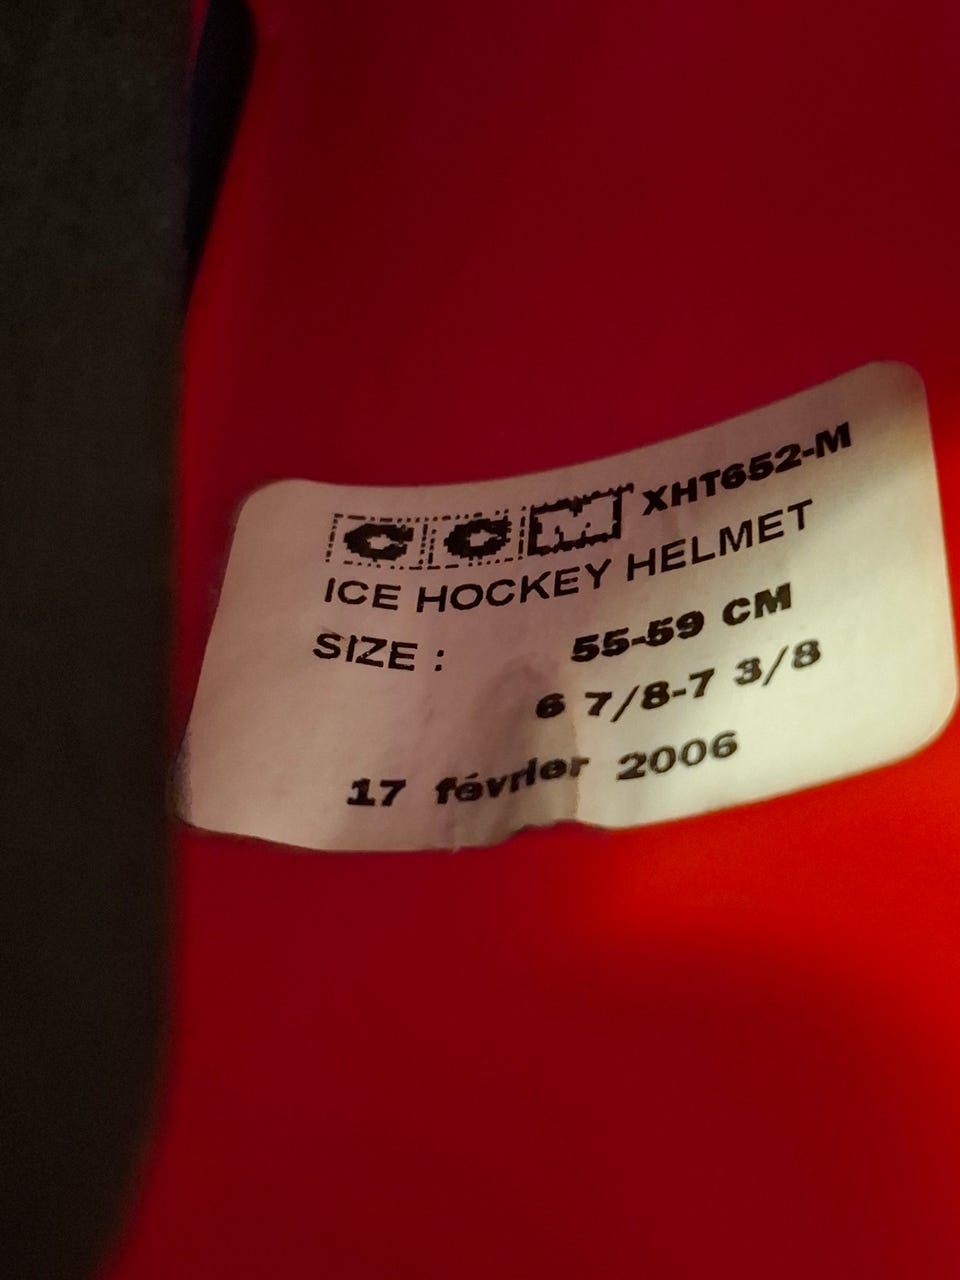 CCM XHT652-M
ICE HOCKEY HELMET
SIZE : 55-59 CM
6 7/8-7 3/8
17 février 2006